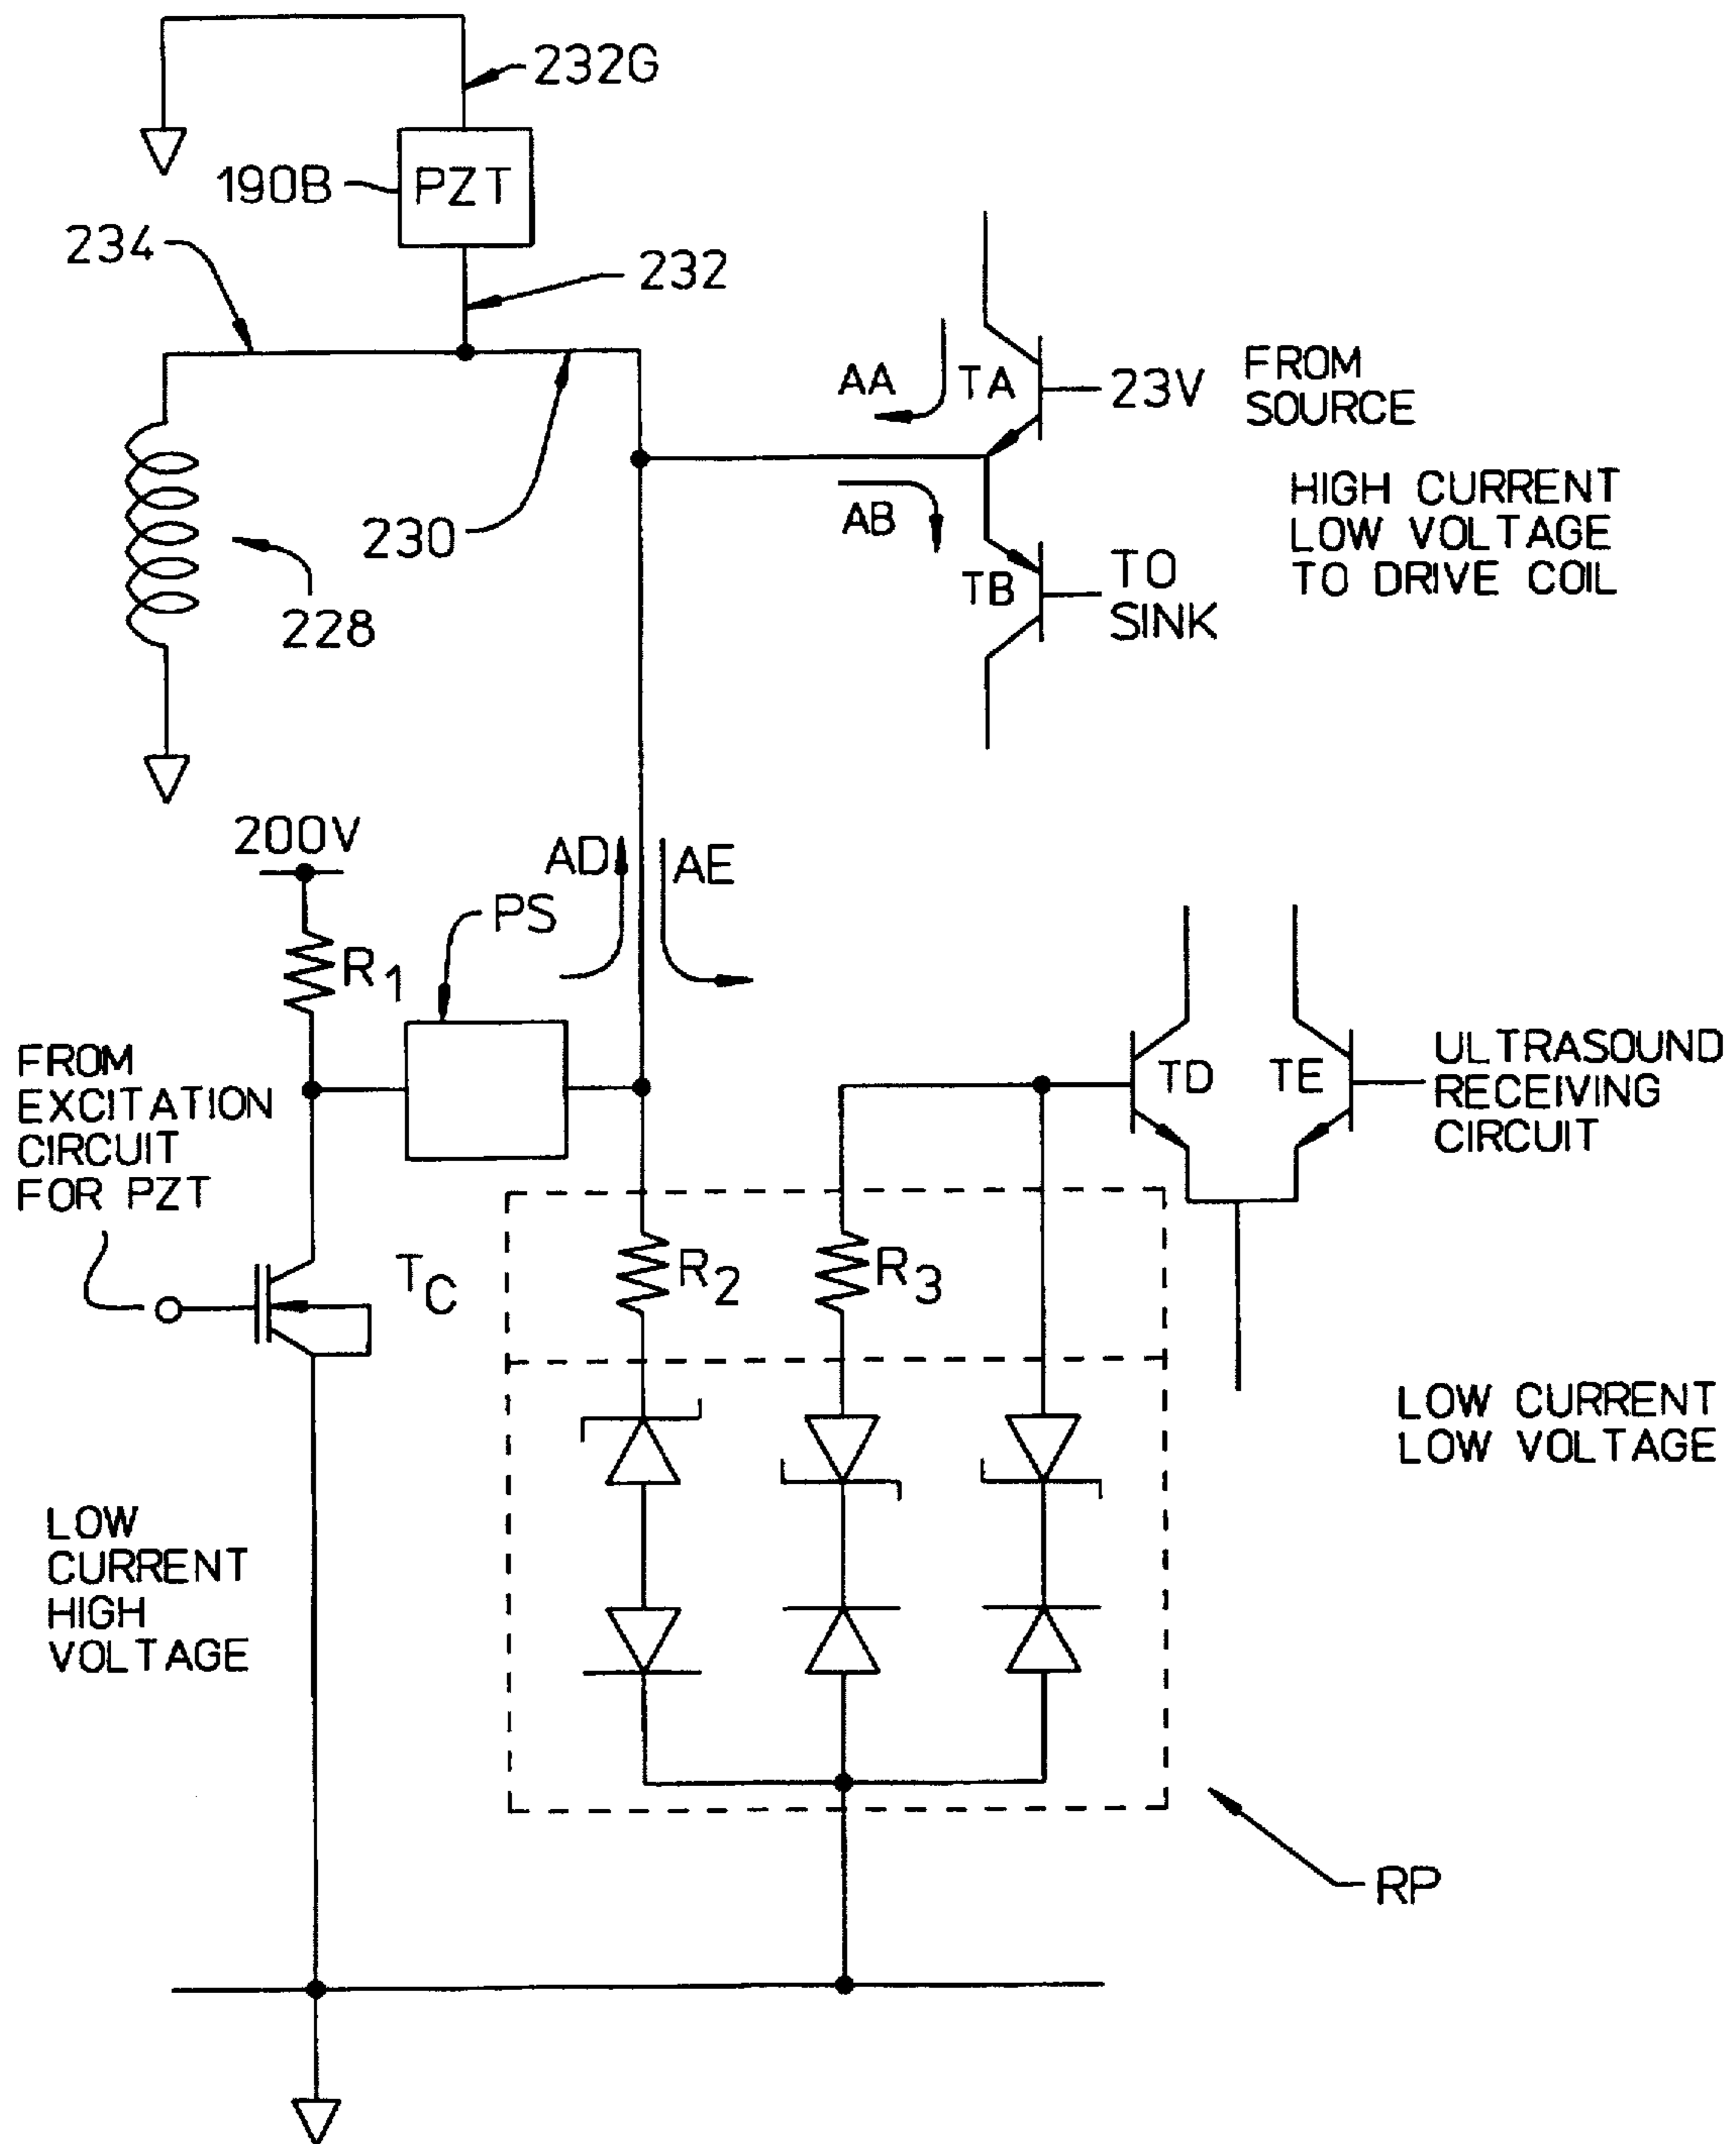 232G
190B
PZT
234
232
AA
TA
23V
FROM
SOURCE
AB
230
TB
TO
SINK
HIGH CURRENT
LOW VOLTAGE
TO DRIVE COIL
228
200V
AD
AE
PS
R1
FROM
EXCITATION
CIRCUIT
FOR PZT
TD
TE
ULTRASOUND
RECEIVING
CIRCUIT
TC
R2
R3
LOW CURRENT
LOW VOLTAGE
LOW
CURRENT
HIGH
VOLTAGE
RP